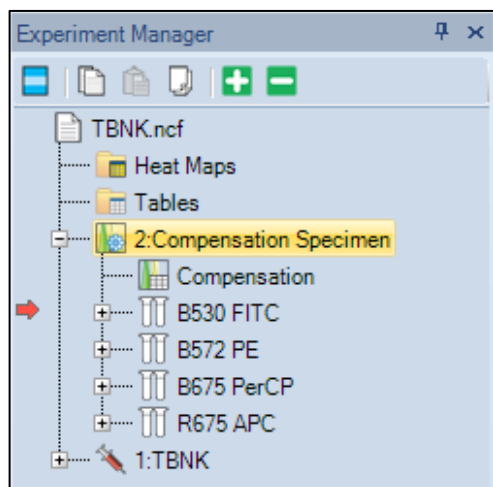 Experiment Manager
TBNK.ncf
Heat Maps
Tables
2:Compensation Specimen
Compensation
B530 FITC
B572 PE
B675 PerCP
R675 APC
1:TBNK